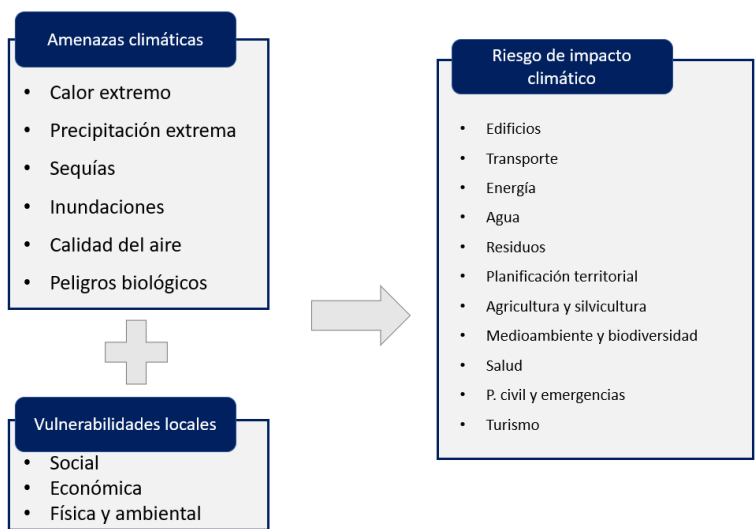 Amenazas climáticas
• Calor extremo
• Precipitación extrema
• Sequías
• Inundaciones
• Calidad del aire
• Peligros biológicos
Vulnerabilidades locales
• Social
• Económica
• Física y ambiental
Riesgo de impacto
climático
• Edificios
• Transporte
• Energía
• Agua
• Residuos
• Planificación territorial
• Agricultura y silvicultura
• Medioambiente y biodiversidad
• Salud
• P. civil y emergencias
• Turismo